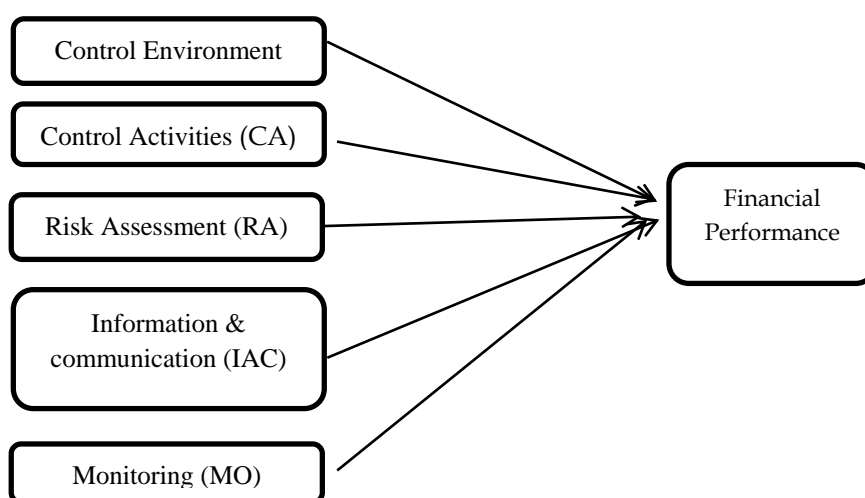 Control Environment
Control Activities (CA)
Risk Assessment (RA)
Information &
communication (IAC)
Monitoring (MO)
Financial
Performance